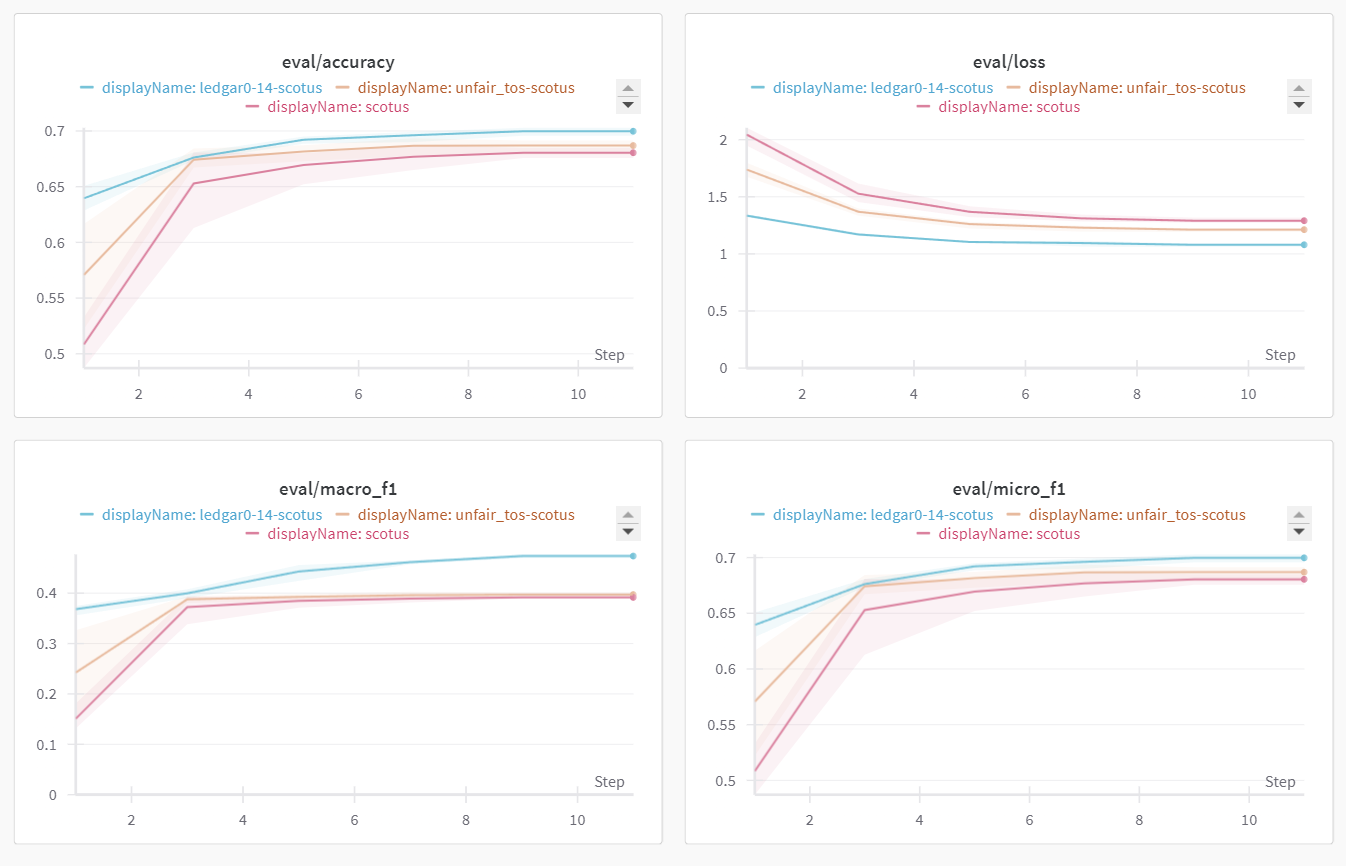 eval/accuracy
displayName: ledgar0-14-scotus displayName: unfair_tos-scotus
displayName: scotus
0.7
0.65
0.6
0.55
0.5
Step
2 4 6 8 10
eval/loss
displayName: ledgar0-14-scotus displayName: unfair_tos-scotus
displayName: scotus
2
1.5
1
0.5
0
Step
2 4 6 8 10
eval/macro_f1
displayName: ledgar0-14-scotus displayName: unfair_tos-scotus
displayName: scotus
0.4
0.3
0.2
0.1
0
Step
2 4 6 8 10
eval/micro_f1
displayName: ledgar0-14-scotus displayName: unfair_tos-scotus
displayName: scotus
0.7
0.65
0.6
0.55
0.5
Step
2 4 6 8 10